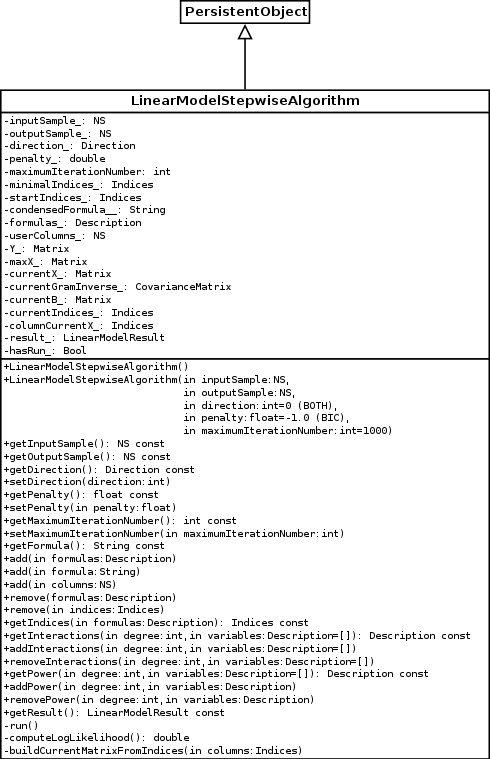 PersistentObject
LinearModelStepwiseAlgorithm
-inputSample_: NS
-outputSample_: NS
-direction_: Direction
-penalty_: double
-maximumIterationNumber: int
-minimalIndices_: Indices
-startIndices_: Indices
-condensedFormula__: String
-formulas_: Description
-userColumns_: NS
-Y_: Matrix
-maxX_: Matrix
-currentX_: Matrix
-currentGramInverse_: CovarianceMatrix
-currentB_: Matrix
-currentIndices_: Indices
-columnCurrentX_: Indices
-result_: LinearModelResult
-hasRun_: Bool
+LinearModelStepwiseAlgorithm()
+LinearModelStepwiseAlgorithm(in inputSample:NS,
in outputSample:NS,
in direction:int=0 (BOTH),
in penalty:float=-1.0 (BIC),
in maximumIterationNumber:int=1000)
+getInputSample(): NS const
+getOutputSample(): NS const
+getDirection(): Direction const
+setDirection(direction:int)
+getPenalty(): float const
+setPenalty(in penalty:float)
+getMaximumIterationNumber(): int const
+setMaximumIterationNumber(in maximumIterationNumber:int)
+getFormula(): String const
+add(in formulas:Description)
+add(in formula:String)
+add(in columns:NS)
+remove(formulas:Description)
+remove(in indices:Indices)
+getIndices(in formulas:Description): Indices const
+getInteractions(in degree:int,in variables:Description=[]): Description const
+addInteractions(in degree:int,in variables:Description=[])
+removeInteractions(in degree:int,in variables:Description=[])
+getPower(in degree:int,in variables:Description=[]): Description const
+addPower(in degree:int,in variables:Description)
+removePower(in degree:int,in variables:Description)
+getResult(): LinearModelResult const
-run()
-computeLogLikelihood(): double
-buildCurrentMatrixFromIndices(in columns:Indices)